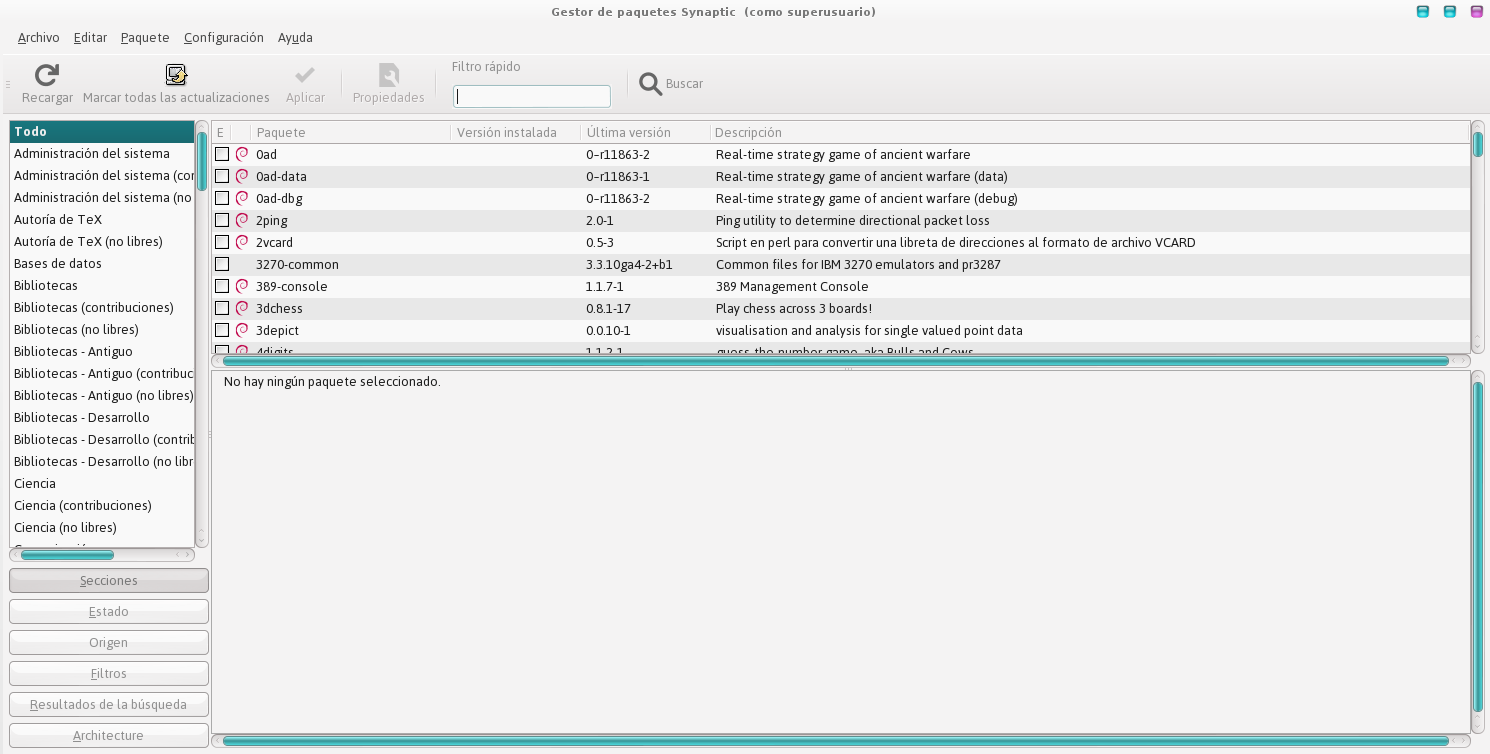 Gestor de paquetes Synaptic (como superusuario)
Archivo Editar Paquete Configuración Ayuda
Recargar Marcar todas las actualizaciones Aplicar Propiedades Filtro rápido Buscar
Todo
Administración del sistema
Administración del sistema (cor
Administración del sistema (no
Autoría de TeX
Autoría de TeX (no libres)
Bases de datos
Bibliotecas
Bibliotecas (contribuciones)
Bibliotecas (no libres)
Bibliotecas - Antiguo
Bibliotecas - Antiguo (contribuc
Bibliotecas - Antiguo (no libres)
Bibliotecas - Desarrollo
Bibliotecas - Desarrollo (contrib
Bibliotecas - Desarrollo (no libr
Ciencia
Ciencia (contribuciones)
Ciencia (no libres)
Secciones
Estado
Origen
Filtros
Resultados de la búsqueda
Architecture
E Paquete Versión instalada Última versión Descripción
0ad 0~r11863-2 Real-time strategy game of ancient warfare
0ad-data 0~r11863-1 Real-time strategy game of ancient warfare (data)
0ad-dbg 0~r11863-2 Real-time strategy game of ancient warfare (debug)
2ping 2.0-1 Ping utility to determine directional packet loss
2vcard 0.5-3 Script en perl para convertir una libreta de direcciones al formato de archivo VCARD
3270-common 3.3.10ga4-2+b1 Common files for IBM 3270 emulators and pr3287
389-console 1.1.7-1 389 Management Console
3dchess 0.8.1-17 Play chess across 3 boards!
3depict 0.0.10-1 visualisation and analysis for single valued point data
4digits 1.1.2-1 guess-the-number game, aka Bulls and Cows
No hay ningún paquete seleccionado.